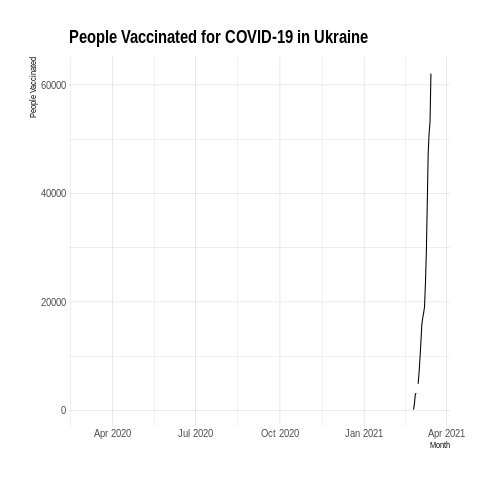 People Vaccinated for COVID-19 in Ukraine
People Vaccinated
60000
40000
20000
0
Apr 2020 Jul 2020 Oct 2020 Jan 2021 Apr 2021
Month